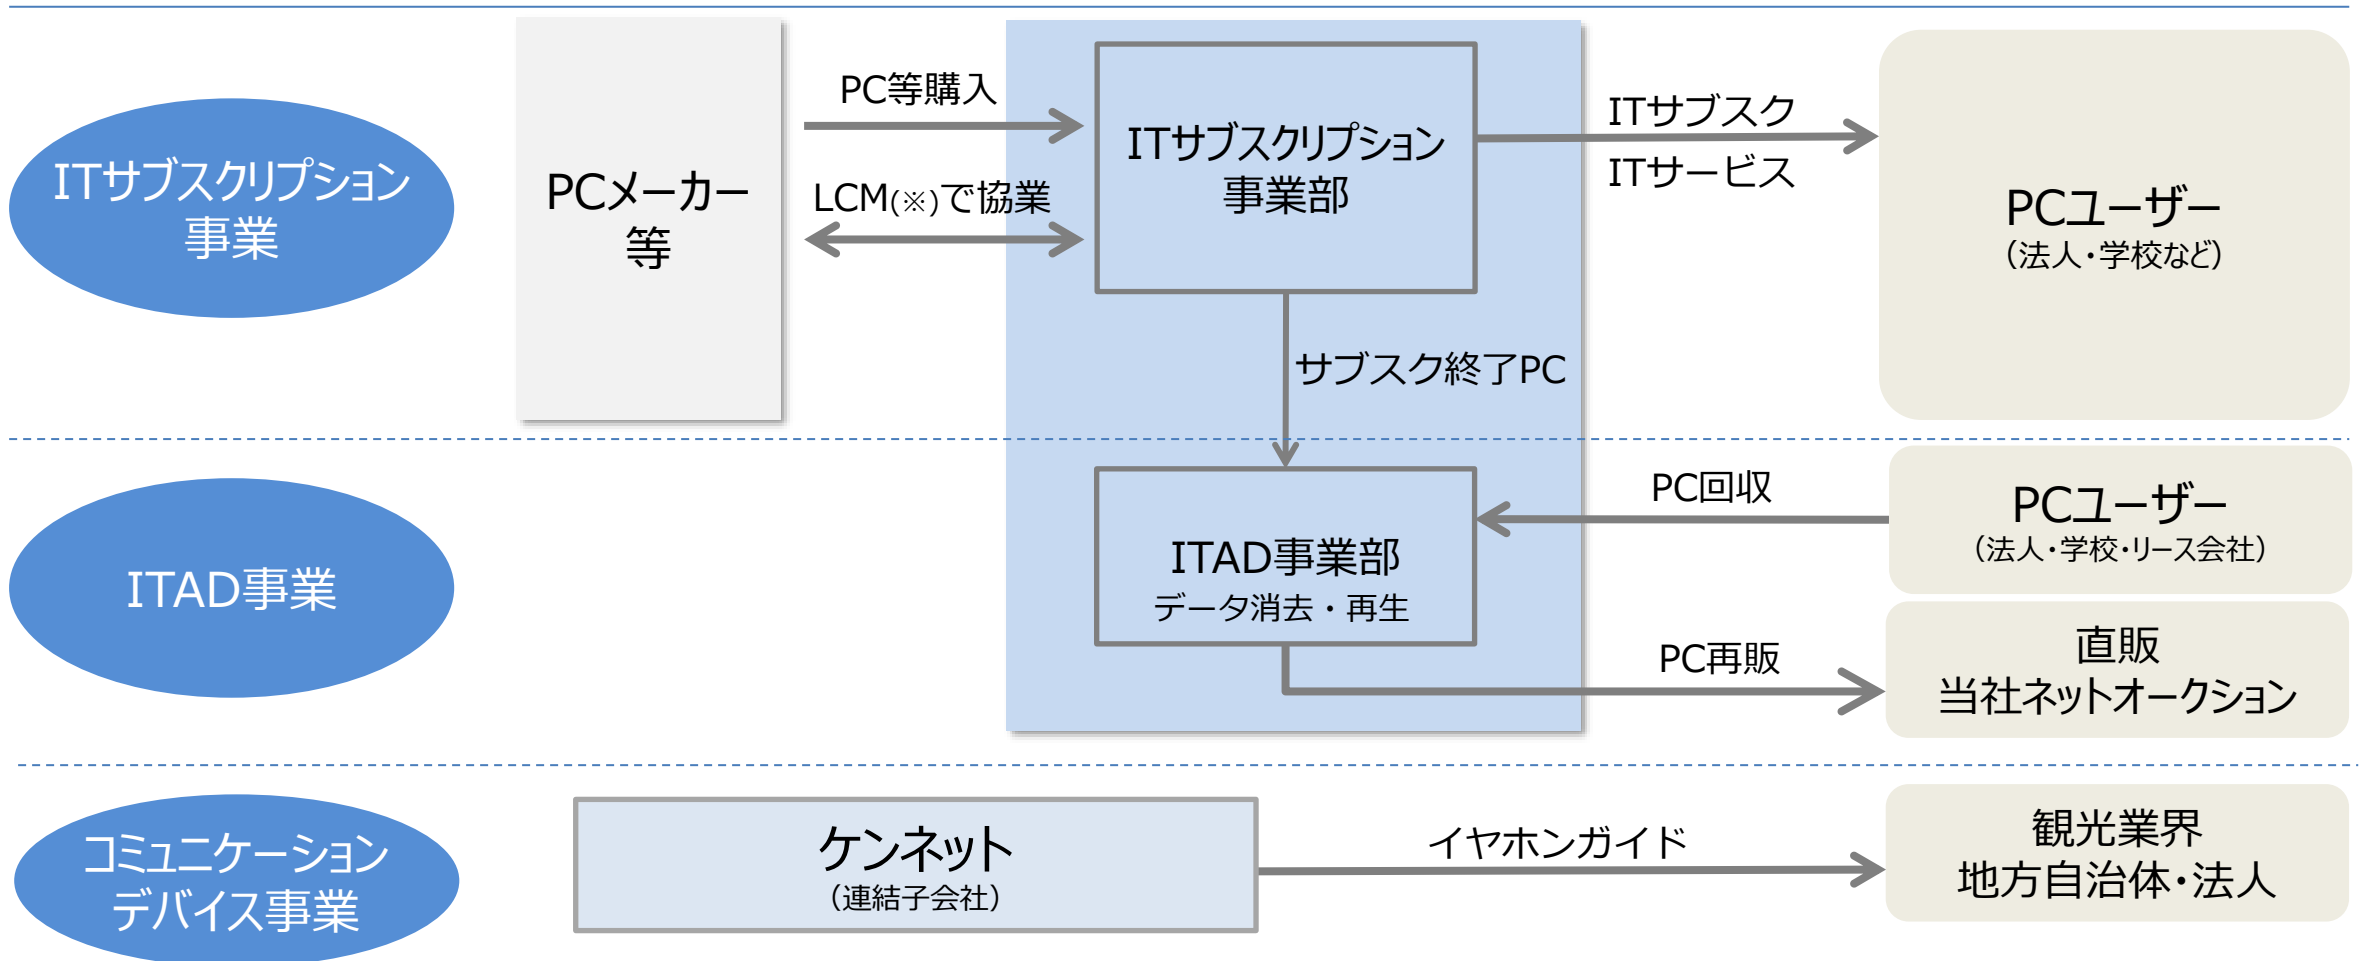 ITサブスクリプション
事業
PCメーカー
等
PC等購入
LCM(※)で協業
ITサブスクリプション
事業部
ITサブスク
ITサービス
PCユーザー
（法人・学校など）
サブスク終了PC
ITAD事業
ITAD事業部
データ消去・再生
PC回収
PCユーザー
（法人・学校・リース会社）
PC再販
直販
当社ネットオークション
コミュニケーション
デバイス事業
ケンネット
（連結子会社）
イヤホンガイド
観光業界
地方自治体・法人